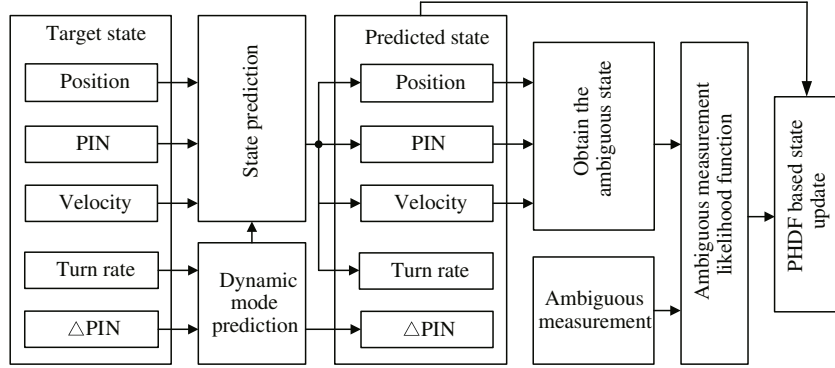 Target state
Position
PIN
Velocity
Turn rate
△PIN
State prediction
Dynamic
mode
prediction
Predicted state
Position
PIN
Velocity
Turn rate
△PIN
Obtain the
ambiguous state
Ambiguous
measurement
Ambiguous measurement
likelihood function
PHDF based state
update